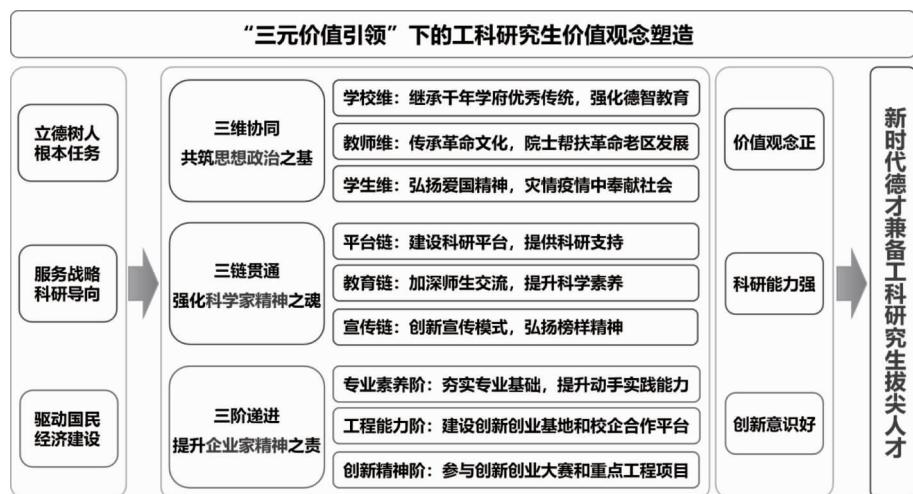 “三元价值引领”下的工科研究生价值观念塑造
立德树人
根本任务
服务战略
科研导向
驱动国民
经济建设
三维协同
共筑思想政治之基
学校维：继承千年学府优秀传统，强化德智教育
教师维：传承革命文化，院士帮扶革命老区发展
学生维：弘扬爱国精神，灾情疫情中奉献社会
三链贯通
强化科学家精神之魂
平台链：建设科研平台，提供科研支持
教育链：加深师生交流，提升科学素养
宣传链：创新宣传模式，弘扬榜样精神
三阶递进
提升企业家精神之责
专业素养阶：夯实专业基础，提升动手实践能力
工程能力阶：建设创新创业基地和校企合作平台
创新精神阶：参与创新创业大赛和重点工程项目
价值观念正
科研能力强
创新意识好
新时代德才兼备工科研究生拔尖人才